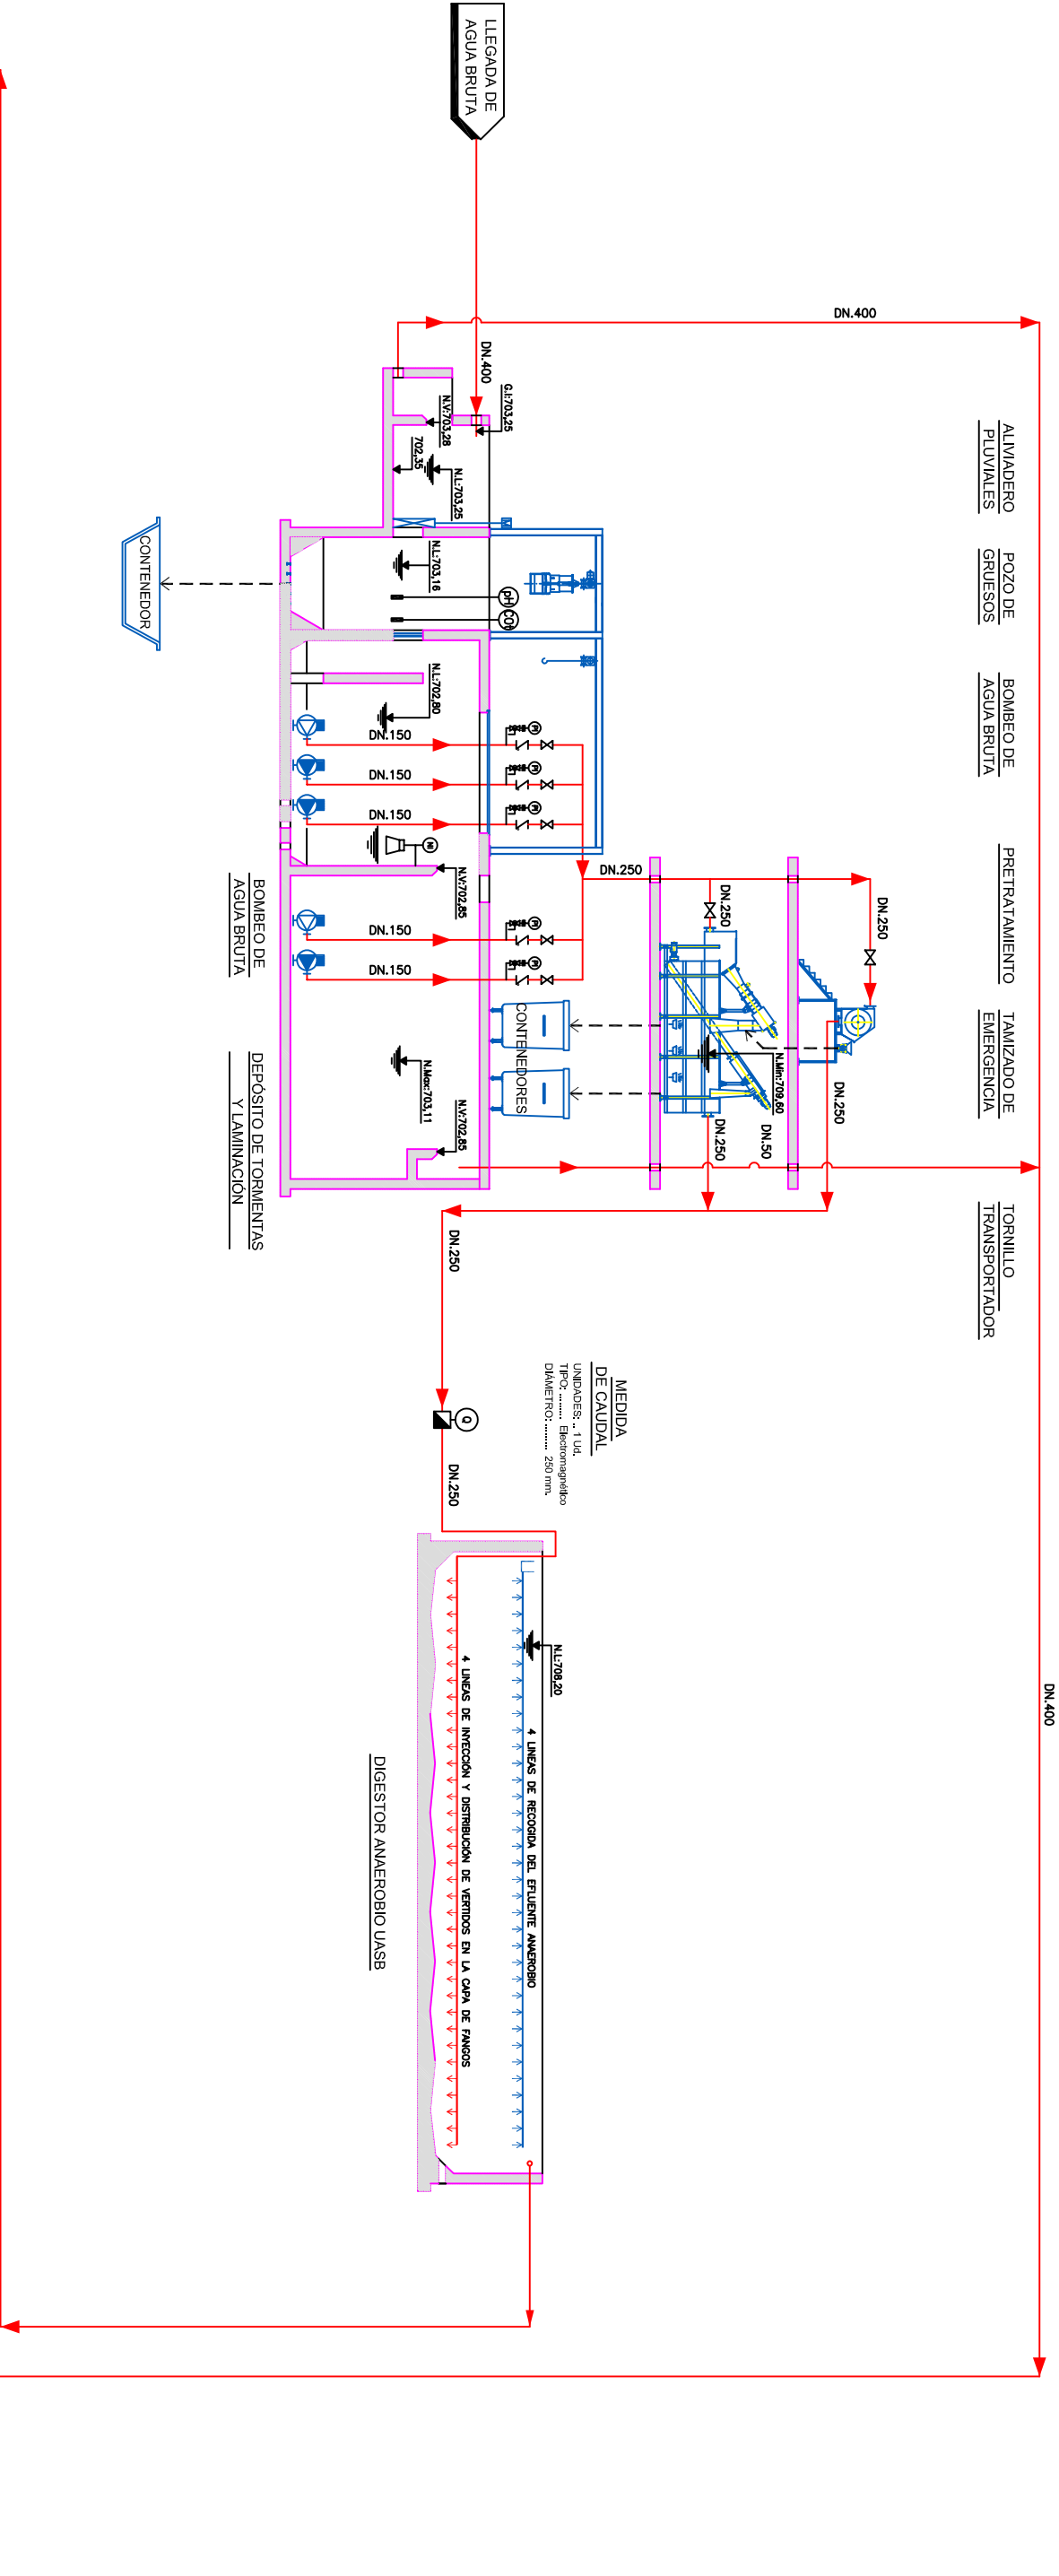 LLEGADA DE
AGUA BRUTA
DN.400
DN.400
G.I:703,25
N.V:703,28
702,35
N.L:703,25
ALIVIADERO
PLUVIALES
POZO DE
GRUESOS
BOMBEO DE
AGUA BRUTA
PRETRATAMIENTO
TAMIZADO DE
EMERGENCIA
TORNILLO
TRANSPORTADOR
M
N.L:703,16
pH
CONTENEDOR
N.L:702,80
DN.150
DN.150
DN.150
N.V:702,85
DN.150
DN.150
DN.250
DN.250
DN.250
BOMBEO DE
AGUA BRUTA
CONTENEDORES
N.Min:709,60
DN.250
DN.50
DN.250
N.Max:703,11
N.V:702,85
DEPÓSITO DE TORMENTAS
Y LAMINACIÓN
DN.250
MEDIDA
DE CAUDAL
UNIDADES: .. 1 Ud.
TIPO: ......... Electromagnético
DIÁMETRO: ......... 250 mm.
Q
DN.250
N.L:708,20
4 LINEAS DE RECOGIDA DEL EFLUENTE ANAEROBIO
4 LINEAS DE INYECCIÓN Y DISTRIBUCIÓN DE VERTIDOS EN LA CAPA DE FANGOS
DIGESTOR ANAEROBIO UASB
DN.400